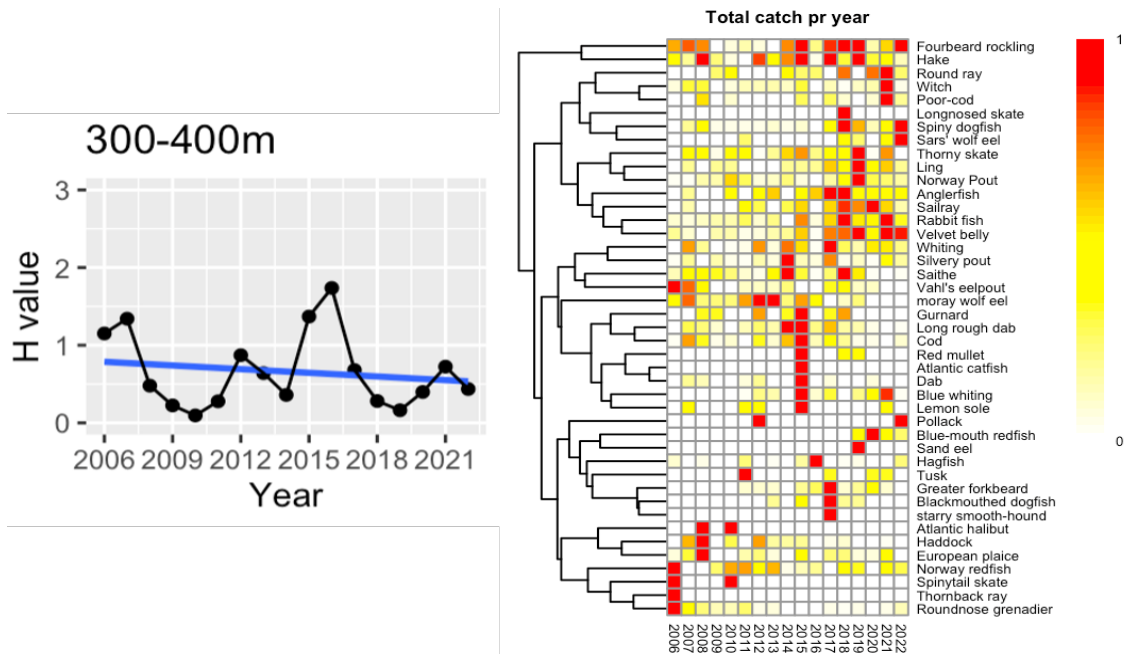 300-400m
3
2
1
0
H value
2006 2009 2012 2015 2018 2021
Year
Total catch pr year
Fourbeard rockling
Hake
Round ray
Witch
Poor-cod
Longnosed skate
Spiny dogfish
Sars' wolf eel
Thorny skate
Ling
Norway Pout
Anglerfish
Sailray
Rabbit fish
Velvet belly
Whiting
Silvery pout
Saithe
Vahl's eelpout
moray wolf eel
Gurnard
Long rough dab
Cod
Red mullet
Atlantic catfish
Dab
Blue whiting
Lemon sole
Pollack
Blue-mouth redfish
Sand eel
Hagfish
Tusk
Greater forkbeard
Blackmouthed dogfish
starry smooth-hound
Atlantic halibut
Haddock
European plaice
Norway redfish
Spinytail skate
Thornback ray
Roundnose grenadier
2006
2007
2008
2009
2010
2011
2012
2013
2014
2015
2016
2017
2018
2019
2020
2021
2022
1
0